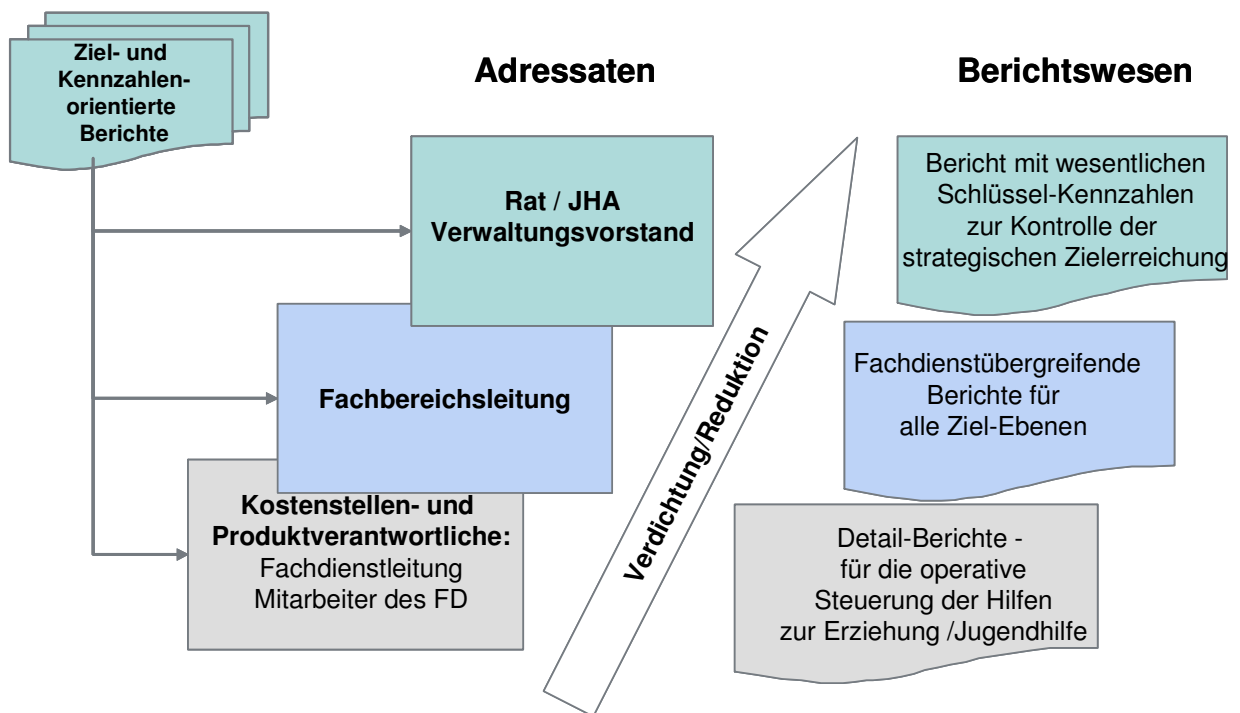 Ziel- und
Kennzahlen-
orientierte
Berichte
Adressaten
Berichtswesen
Rat / JHA
Verwaltungsvorstand
Fachbereichsleitung
Kostenstellen- und
Produktverantwortliche:
Fachdienstleitung
Mitarbeiter des FD
Verdichtung/Reduktion
Bericht mit wesentlichen
Schlüssel-Kennzahlen
zur Kontrolle der
strategischen Zielerreichung
Fachdienstübergreifende
Berichte für
alle Ziel-Ebenen
Detail-Berichte -
für die operative
Steuerung der Hilfen
zur Erziehung /Jugendhilfe